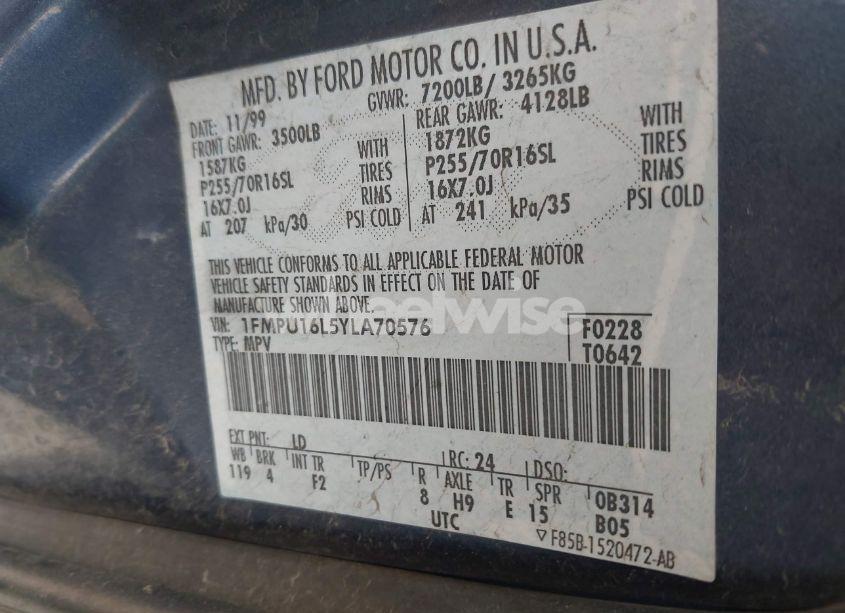 MFD. BY FORD MOTOR CO. IN U.S.A.
GVWR: 7200LB/ 3265KG
DATE: 11/99
FRONT GAWR: 3500LB
1587KG
P255/70R16SL
16X7.0J
AT 207 kPa/30
WITH
TIRES
RIMS
PSI COLD
REAR GAWR: 4128LB
1872KG
P255/70R16SL
16X7.0J
AT 241 kPa/35
WITH
TIRES
RIMS
PSI COLD
THIS VEHICLE CONFORMS TO ALL APPLICABLE FEDERAL MOTOR
VEHICLE SAFETY STANDARDS IN EFFECT ON THE DATE OF
MANUFACTURE SHOWN ABOVE.
VIN: 1FMPU16L5YLA70576
TYPE: MPV
F0228
T0642
EXT PNT: LD RC: 24 DSO:
WB BRK INT TR TP/PS R AXLE TR SPR 0B314
119 4 F2 8 H9 E 15 B05
UTC
▽ F85B-1520472-AB